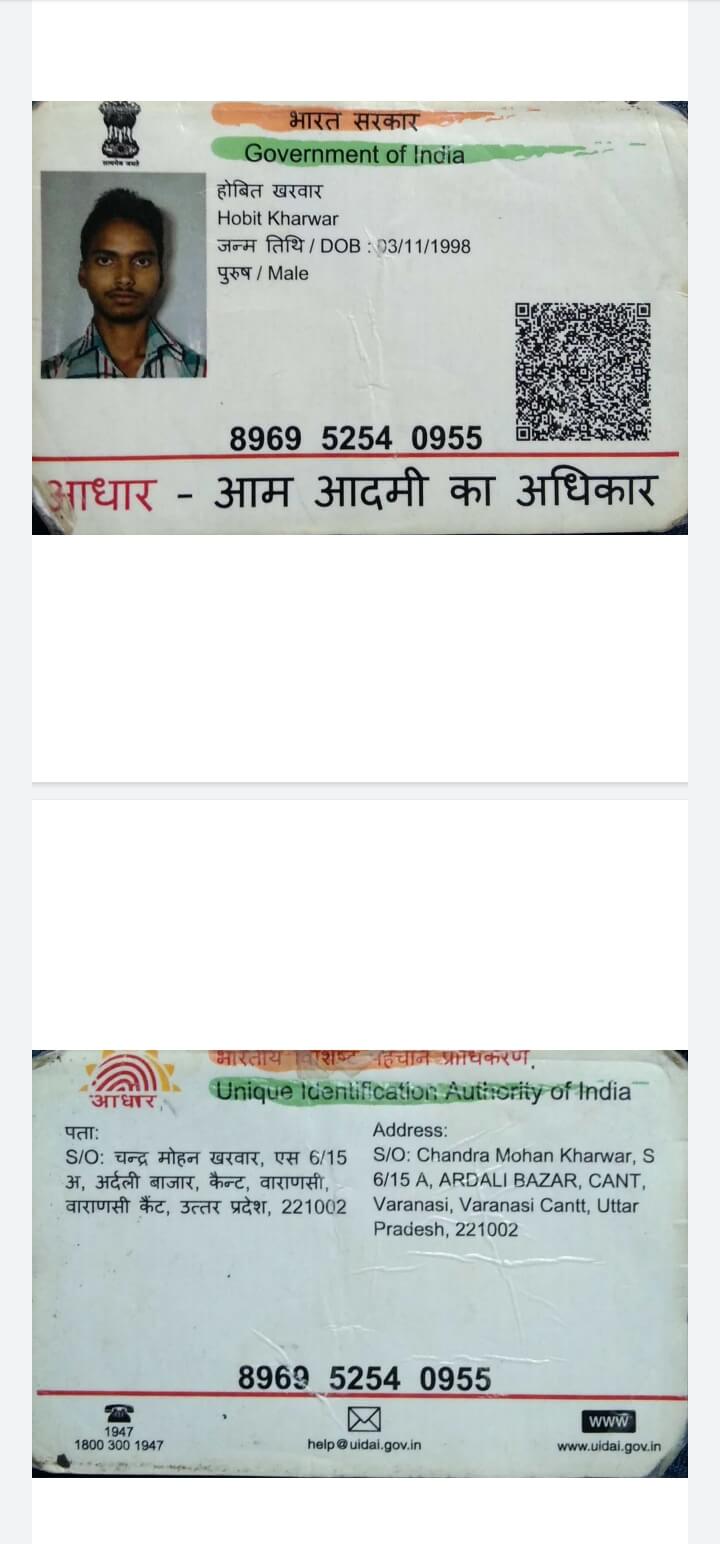 सत्यमेव जयते
भारत सरकार
Government of India
होबित खरवार
Hobit Kharwar
जन्म तिथि / DOB : 03/11/1998
पुरुष / Male
8969 5254 0955
आधार - आम आदमी का अधिकार
भारतीय विशिष्ट पहचान प्राधिकरण
Unique Identification Authority of India
आधार
पता:
S/O: चन्द्र मोहन खरवार, एस 6/15
अ, अर्दली बाजार, कैन्ट, वाराणसी,
वाराणसी कैंट, उत्तर प्रदेश, 221002
Address:
S/O: Chandra Mohan Kharwar, S
6/15 A, ARDALI BAZAR, CANT,
Varanasi, Varanasi Cantt, Uttar
Pradesh, 221002
8969 5254 0955
1947
1800 300 1947
help@uidai.gov.in
www
www.uidai.gov.in